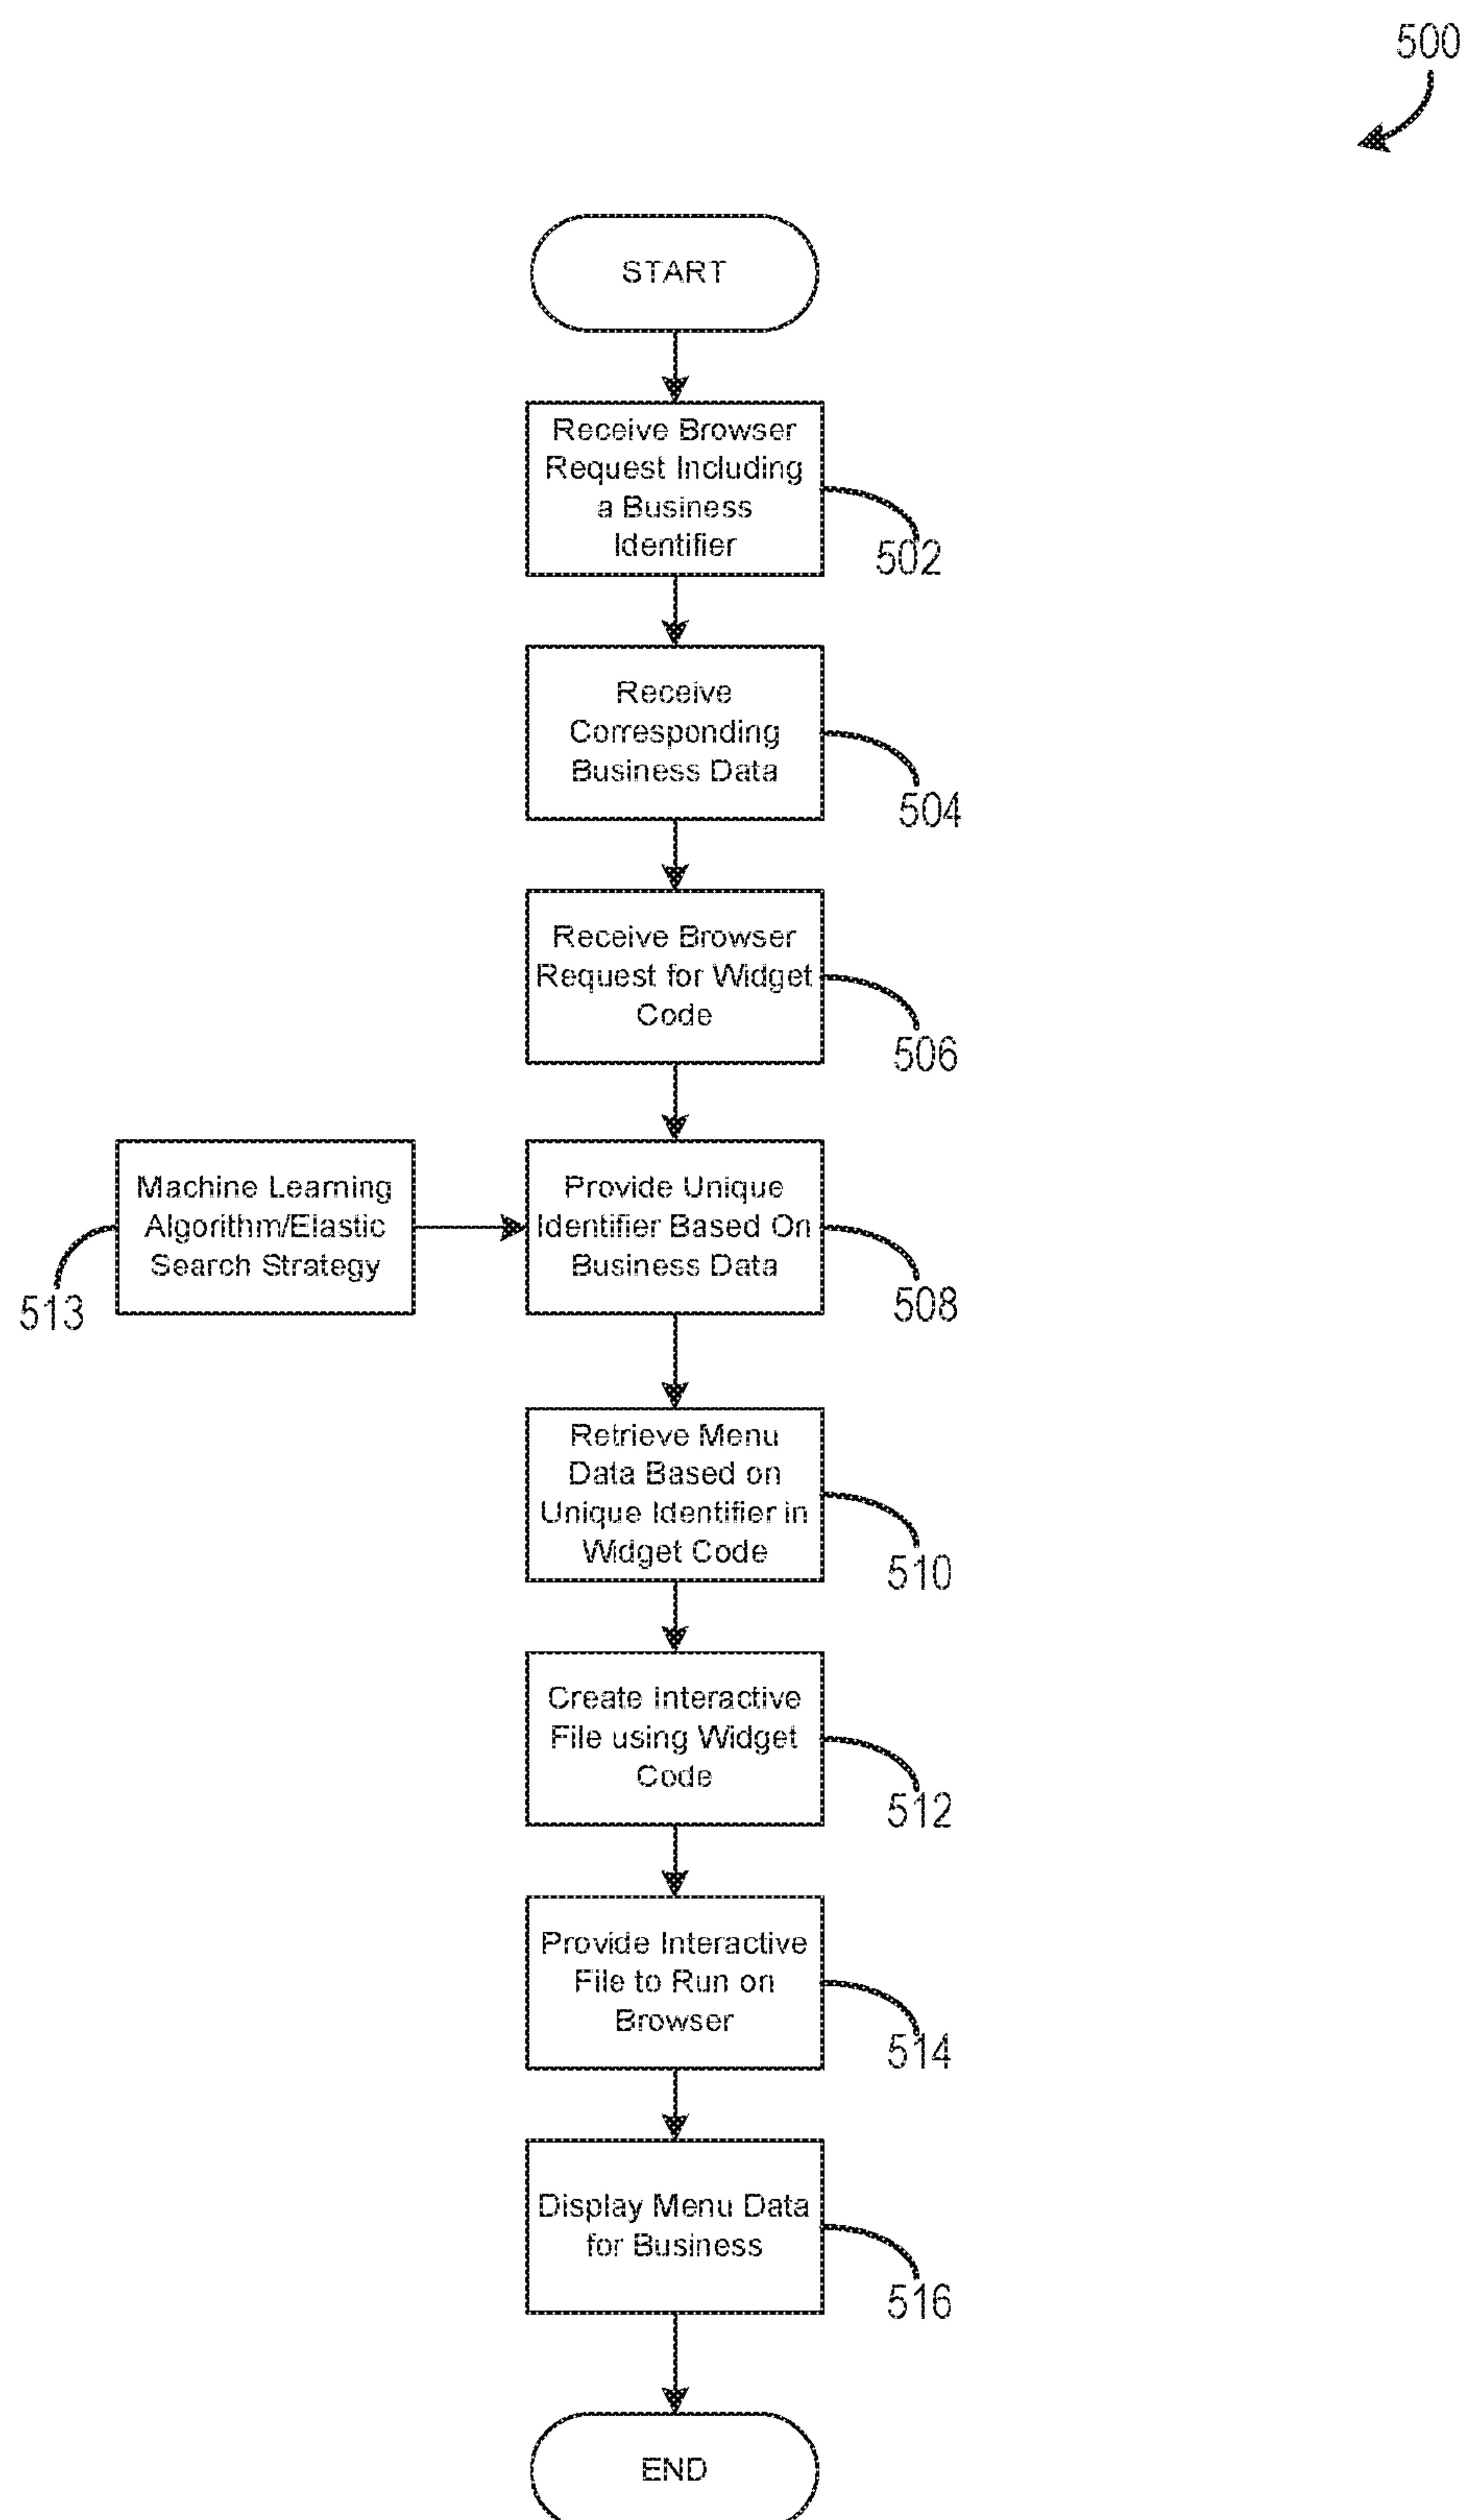 500
START
Receive Browser
Request Including
a Business
Identifier
502
Receive
Corresponding
Business Data
504
Receive Browser
Request for Widget
Code
506
Machine Learning
Algorithm/Elastic
Search Strategy
513
Provide Unique
Identifier Based On
Business Data
508
Retrieve Menu
Data Based on
Unique Identifier in
Widget Code
510
Create Interactive
File using Widget
Code
512
Provide Interactive
File to Run on
Browser
514
Display Menu Data
for Business
516
END